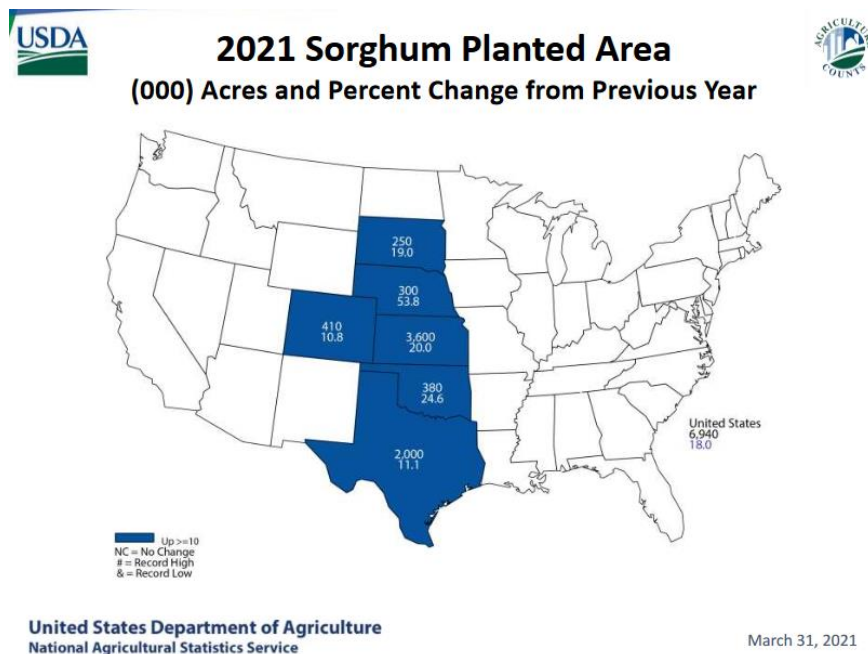 USDA
2021 Sorghum Planted Area
(000) Acres and Percent Change from Previous Year
AGRICULTURE
COUNTS
250
19.0
300
53.8
410
10.8
3,600
20.0
380
24.6
2,000
11.1
United States
6,940
18.0
Up >=10
NC = No Change
# = Record High
& = Record Low
United States Department of Agriculture
National Agricultural Statistics Service
March 31, 2021